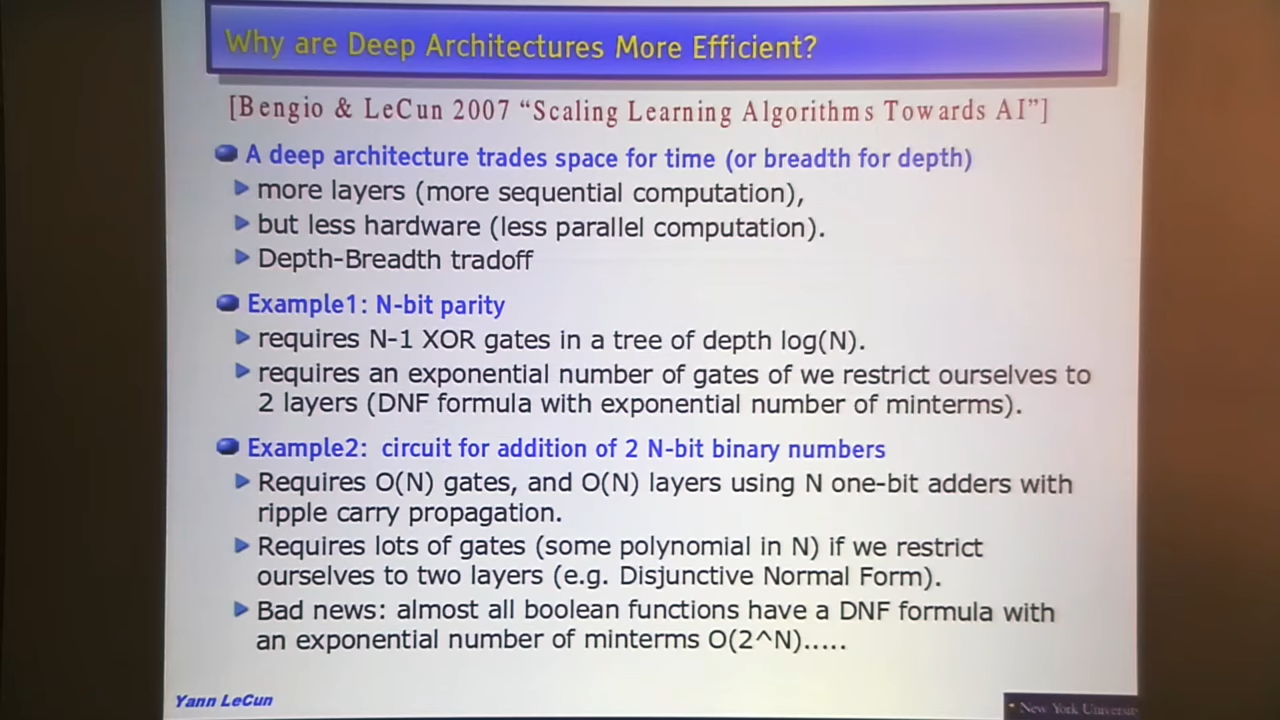 Why are Deep Architectures More Efficient?
[Bengio & LeCun 2007 “Scaling Learning Algorithms Towards AI”]
A deep architecture trades space for time (or breadth for depth)
more layers (more sequential computation),
but less hardware (less parallel computation).
Depth-Breadth tradoff
Example1: N-bit parity
requires N-1 XOR gates in a tree of depth log(N).
requires an exponential number of gates of we restrict ourselves to
2 layers (DNF formula with exponential number of minterms).
Example2: circuit for addition of 2 N-bit binary numbers
Requires O(N) gates, and O(N) layers using N one-bit adders with
ripple carry propagation.
Requires lots of gates (some polynomial in N) if we restrict
ourselves to two layers (e.g. Disjunctive Normal Form).
Bad news: almost all boolean functions have a DNF formula with
an exponential number of minterms O(2^N).....
Yann LeCun
New York